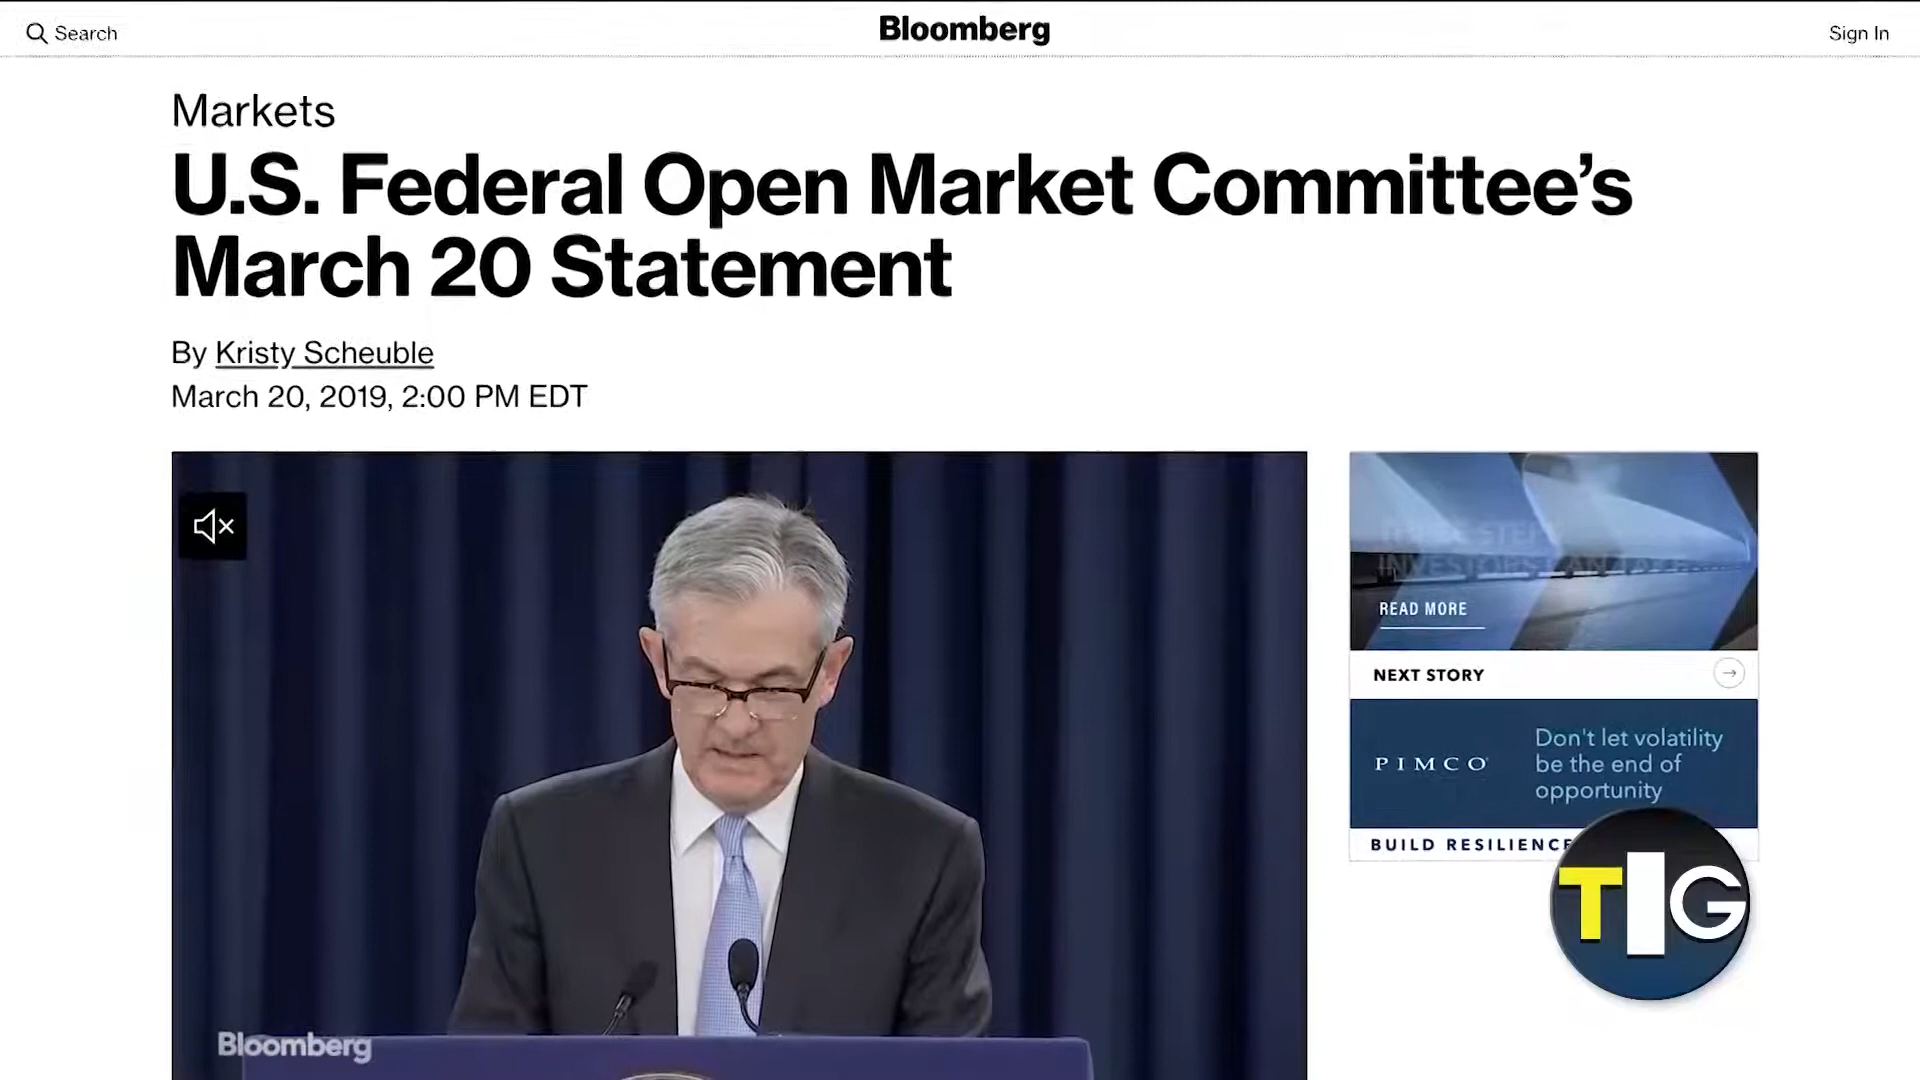 Search
Bloomberg
Sign In
Markets
U.S. Federal Open Market Committee’s
March 20 Statement
By Kristy Scheuble
March 20, 2019, 2:00 PM EDT
READ MORE
NEXT STORY
PIMCO
Don't let volatility
be the end of
opportunity
BUILD RESILIENCE
TIG
Bloomberg